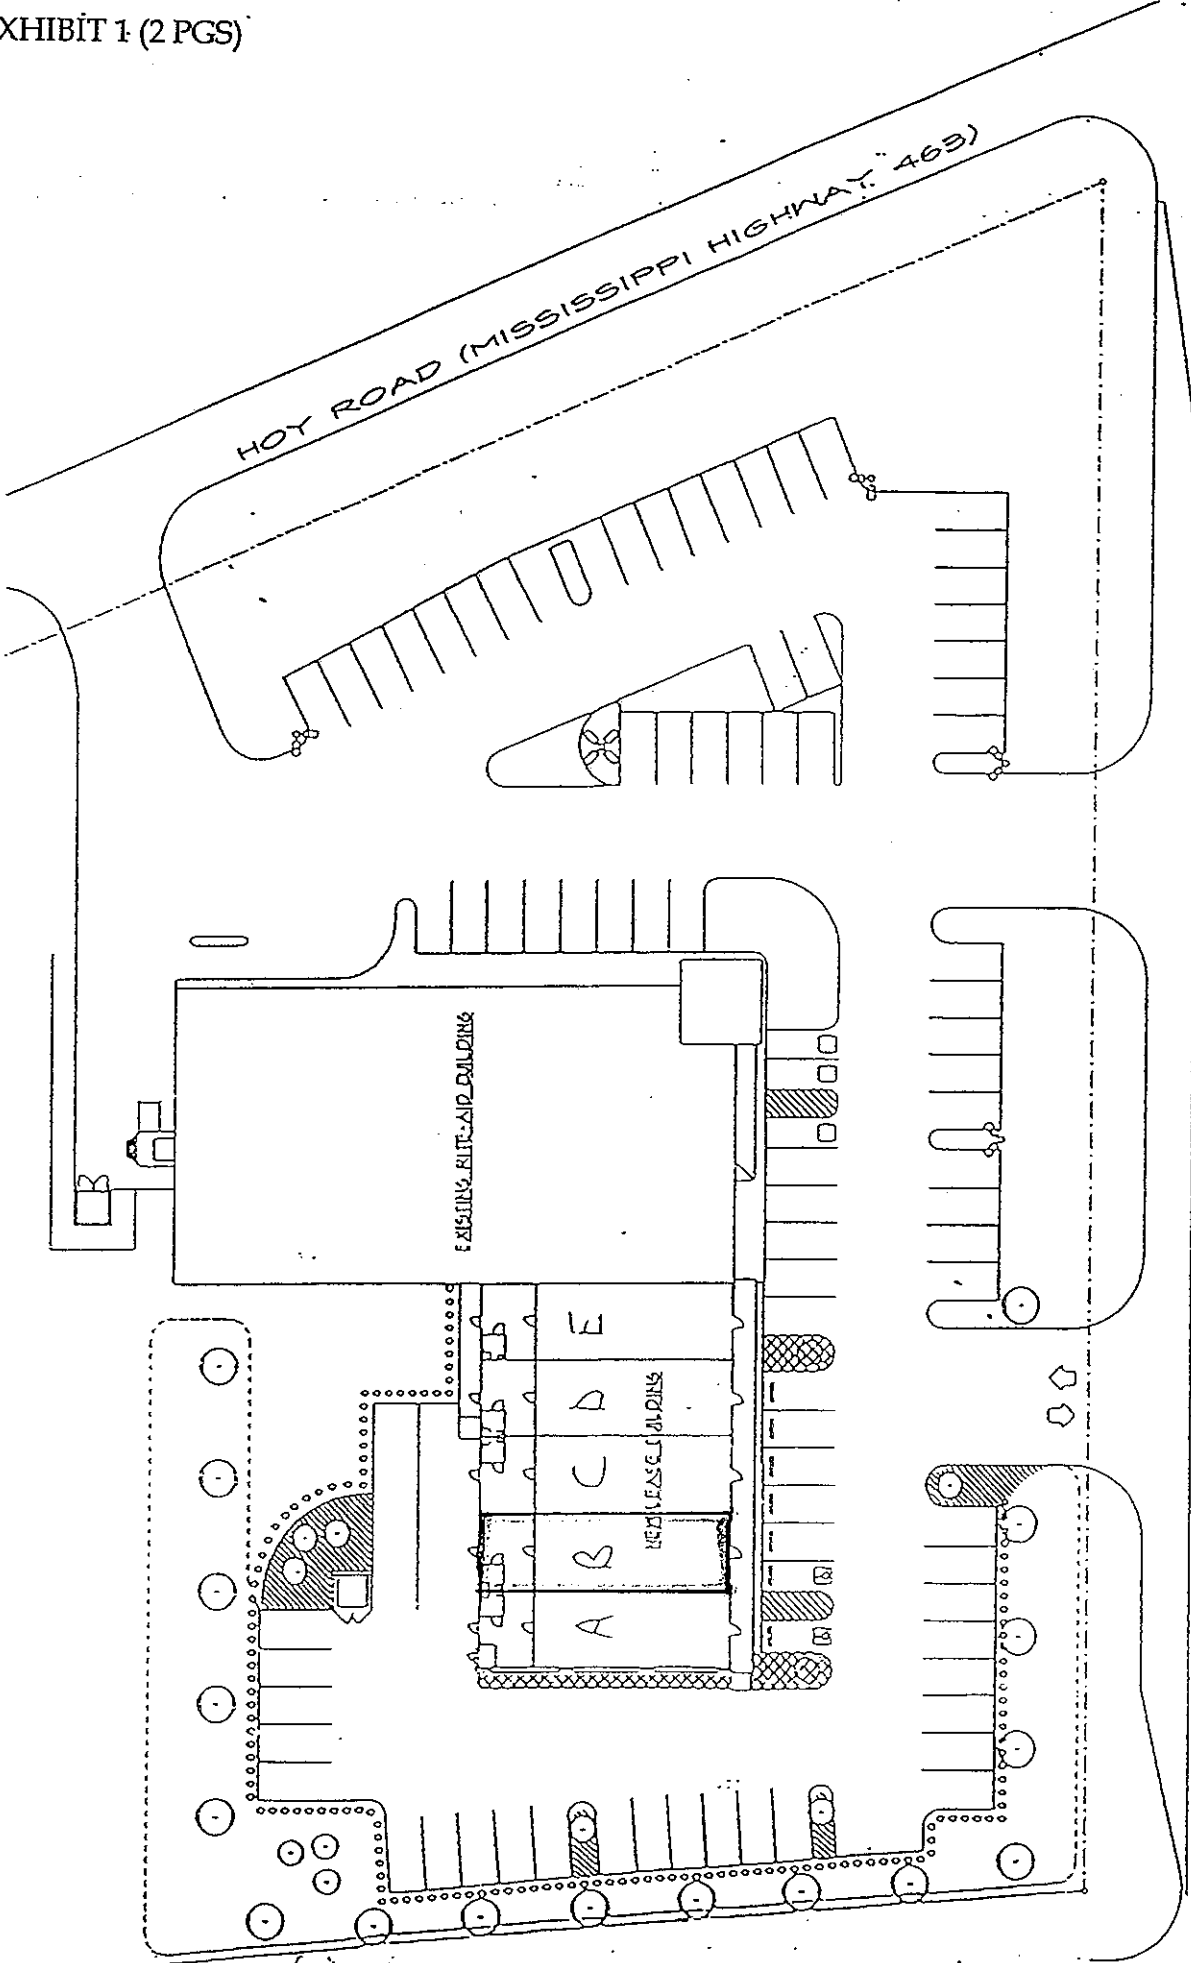 XHIBIT 1 (2 PGS)
HOY ROAD (MISSISSIPPI HIGHWAY 463)
EXISTING RITE-AID BUILDING
E
D
C
B
A
NEW LEASE BUILDING